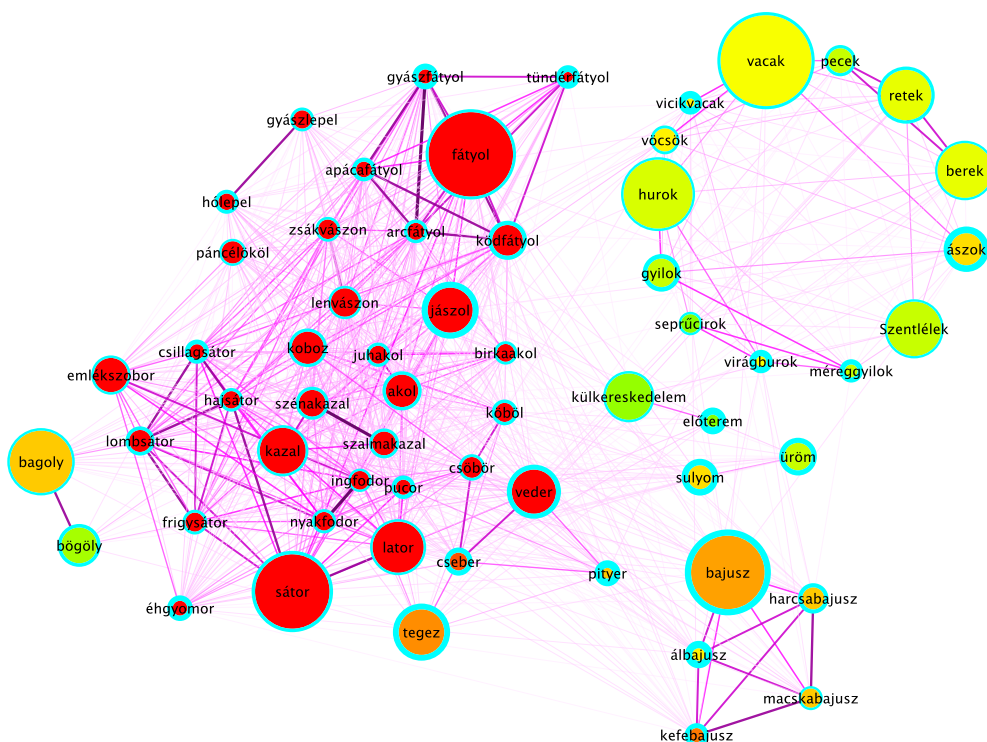 vacak
pecek
gyászfátyol
tündérfátyol
retek
vicikvacak
gyászlepel
vöcsök
fátyol
apácafátyol
berek
hurok
hólepel
zsákvászon
arcfátyol
ködfátyol
ászok
páncélököl
gyilok
lenvászon
jászol
seprűcirok
Szentlélek
koboz
csillagsátor
juhakol
birkaakol
virágburok
méreggyilok
emlékszobor
akol
külkereskedelem
hajsátor
szénakazal
köböl
előterem
lombsátor
szalmakazal
kazal
bagoly
csobör
üröm
ingfodor
pucor
veder
sulyom
frigysátor
nyakfodor
bögöly
lator
cseber
pityer
bajusz
sátor
harcsabajusz
éhgyomor
tegez
álbajusz
macskabajusz
kefebajusz